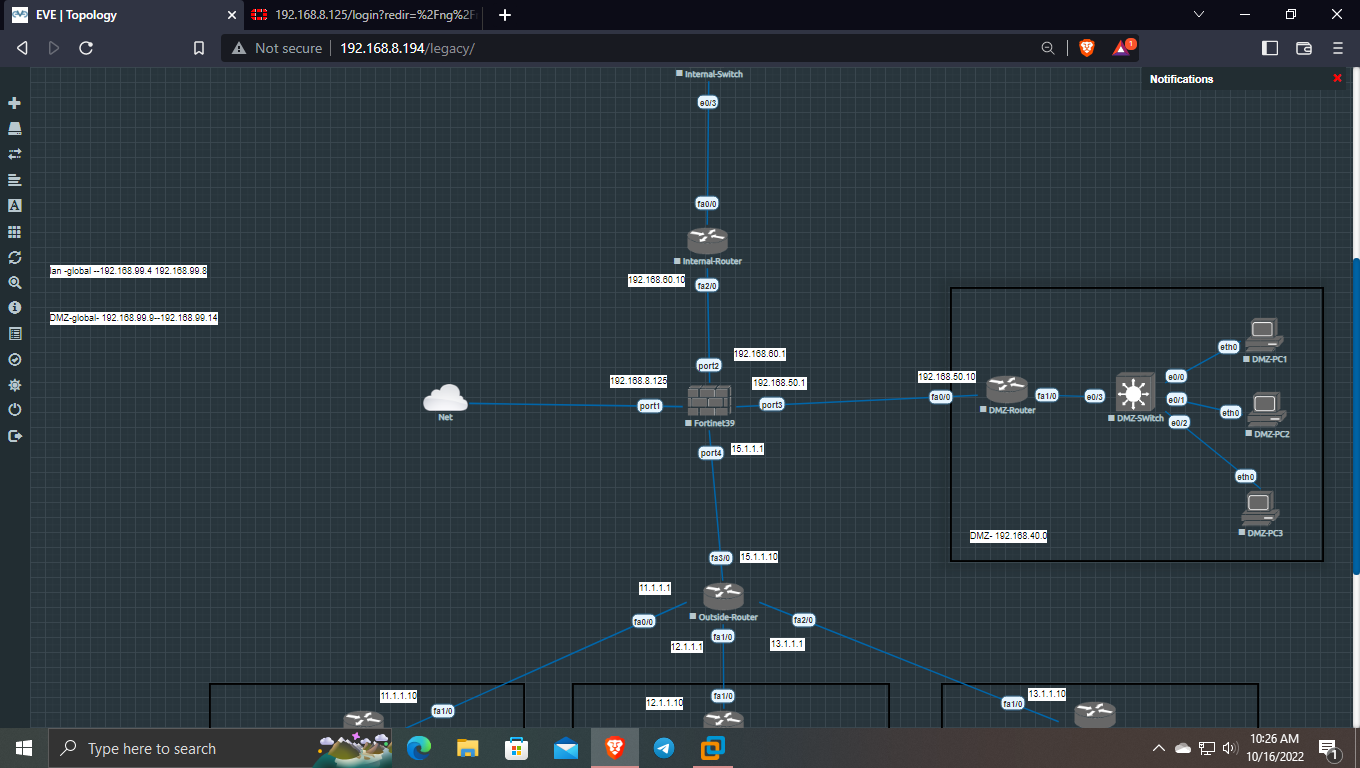 EVE | Topology
192.168.8.125/login?redir=%2Fng%2F
Not secure
192.168.8.194/legacy/
1
Notifications
Internal-Switch
e0/3
fa0/0
Internal-Router
lan -global --192.168.99.4 192.168.99.8
192.168.60.10
fa2/0
DMZ-global- 192.168.99.9--192.168.99.14
192.168.60.1
port2
192.168.8.125
192.168.50.1
192.168.50.10
Net
port1
port3
Fortinet39
fa0/0
DMZ-Router
fa1/0
e0/3
DMZ-SWitch
e0/0
e0/1
e0/2
eth0
DMZ-PC1
eth0
DMZ-PC2
eth0
DMZ-PC3
DMZ- 192.168.40.0
port4
15.1.1.1
fa3/0
15.1.1.10
11.1.1.1
Outside-Router
fa0/0
fa1/0
fa2/0
12.1.1.1
13.1.1.1
11.1.1.10
fa1/0
12.1.1.10
fa1/0
13.1.1.10
fa1/0
Type here to search
10:26 AM
10/16/2022
1